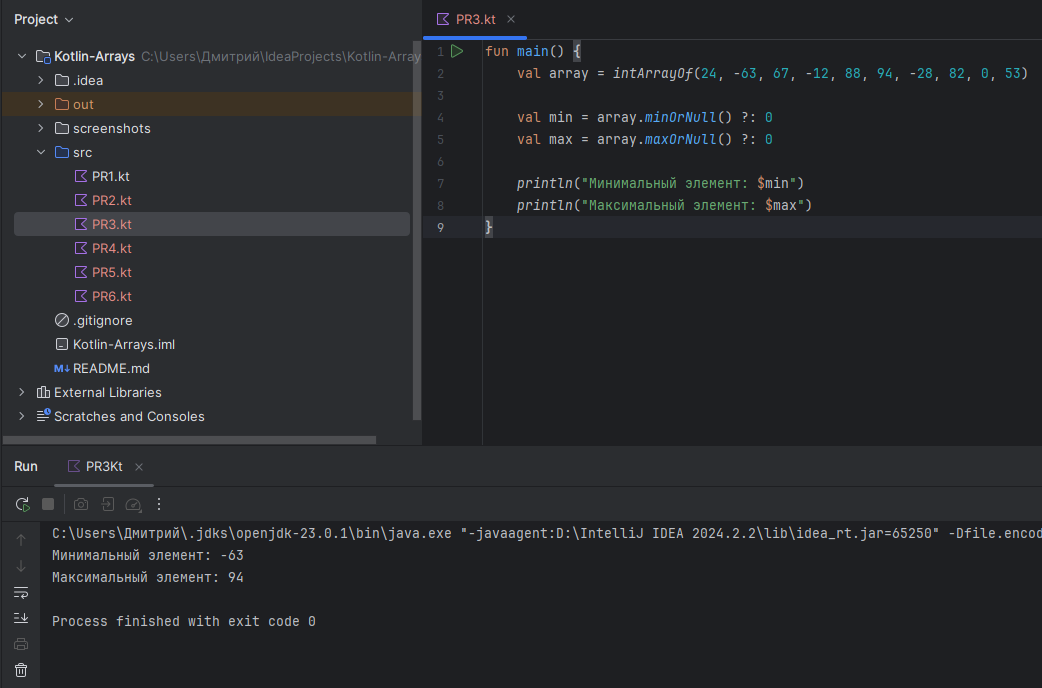 Project
Kotlin-Arrays C:\Users\Дмитрий\IdeaProjects\Kotlin-Array
.idea
out
screenshots
src
PR1.kt
PR2.kt
PR3.kt
PR4.kt
PR5.kt
PR6.kt
.gitignore
Kotlin-Arrays.iml
M↓ README.md
External Libraries
Scratches and Consoles
PR3.kt
1 fun main() {
2 val array = intArrayOf(24, -63, 67, -12, 88, 94, -28, 82, 0, 53)
3
4 val min = array.minOrNull() ?: 0
5 val max = array.maxOrNull() ?: 0
6
7 println("Минимальный элемент: $min")
8 println("Максимальный элемент: $max")
9 }
Run PR3Kt
C:\Users\Дмитрий\.jdks\openjdk-23.0.1\bin\java.exe "-javaagent:D:\IntelliJ IDEA 2024.2.2\lib\idea_rt.jar=65250" -Dfile.encod
Минимальный элемент: -63
Максимальный элемент: 94
Process finished with exit code 0